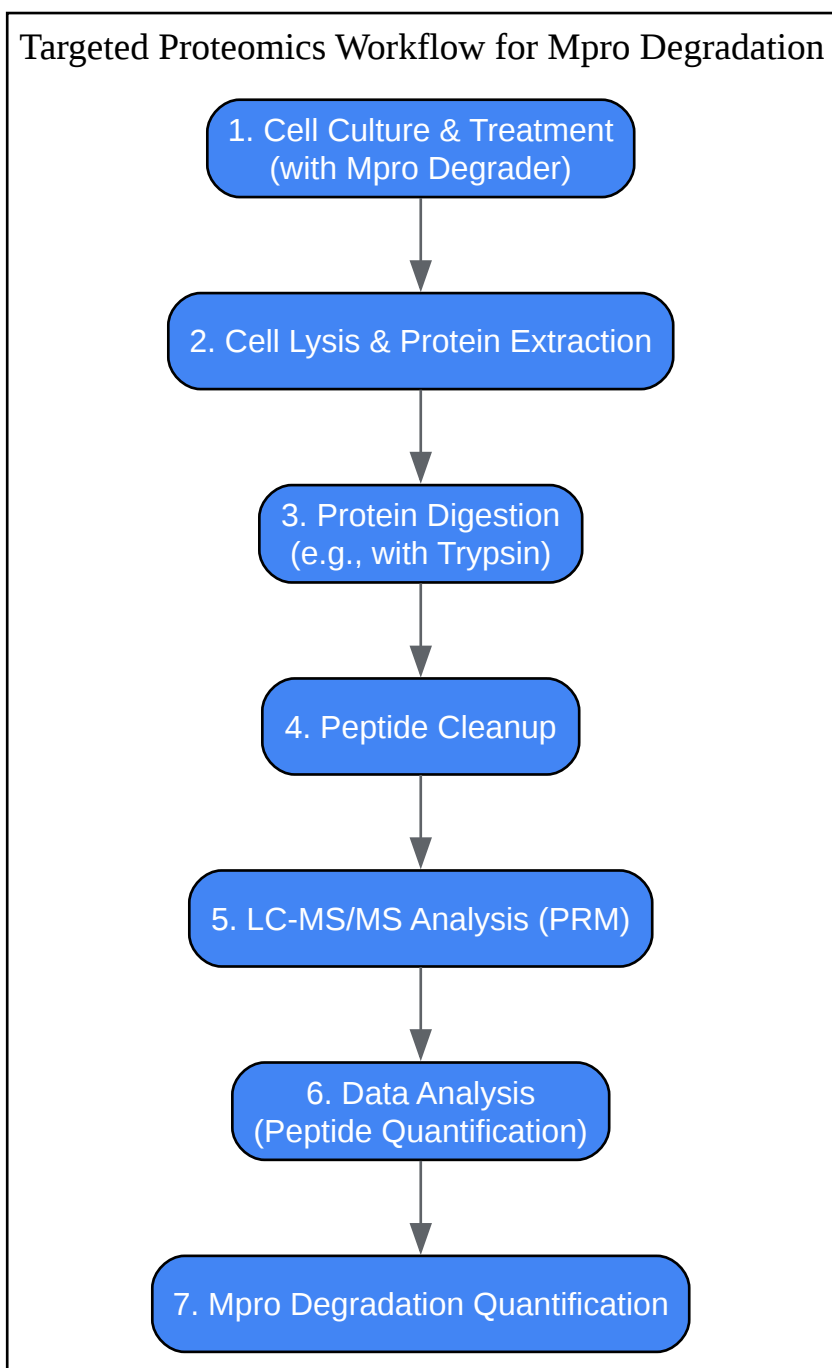 Targeted Proteomics Workflow for Mpro Degradation
1. Cell Culture & Treatment
(with Mpro Degrader)
2. Cell Lysis & Protein Extraction
3. Protein Digestion
(e.g., with Trypsin)
4. Peptide Cleanup
5. LC-MS/MS Analysis (PRM)
6. Data Analysis
(Peptide Quantification)
7. Mpro Degradation Quantification